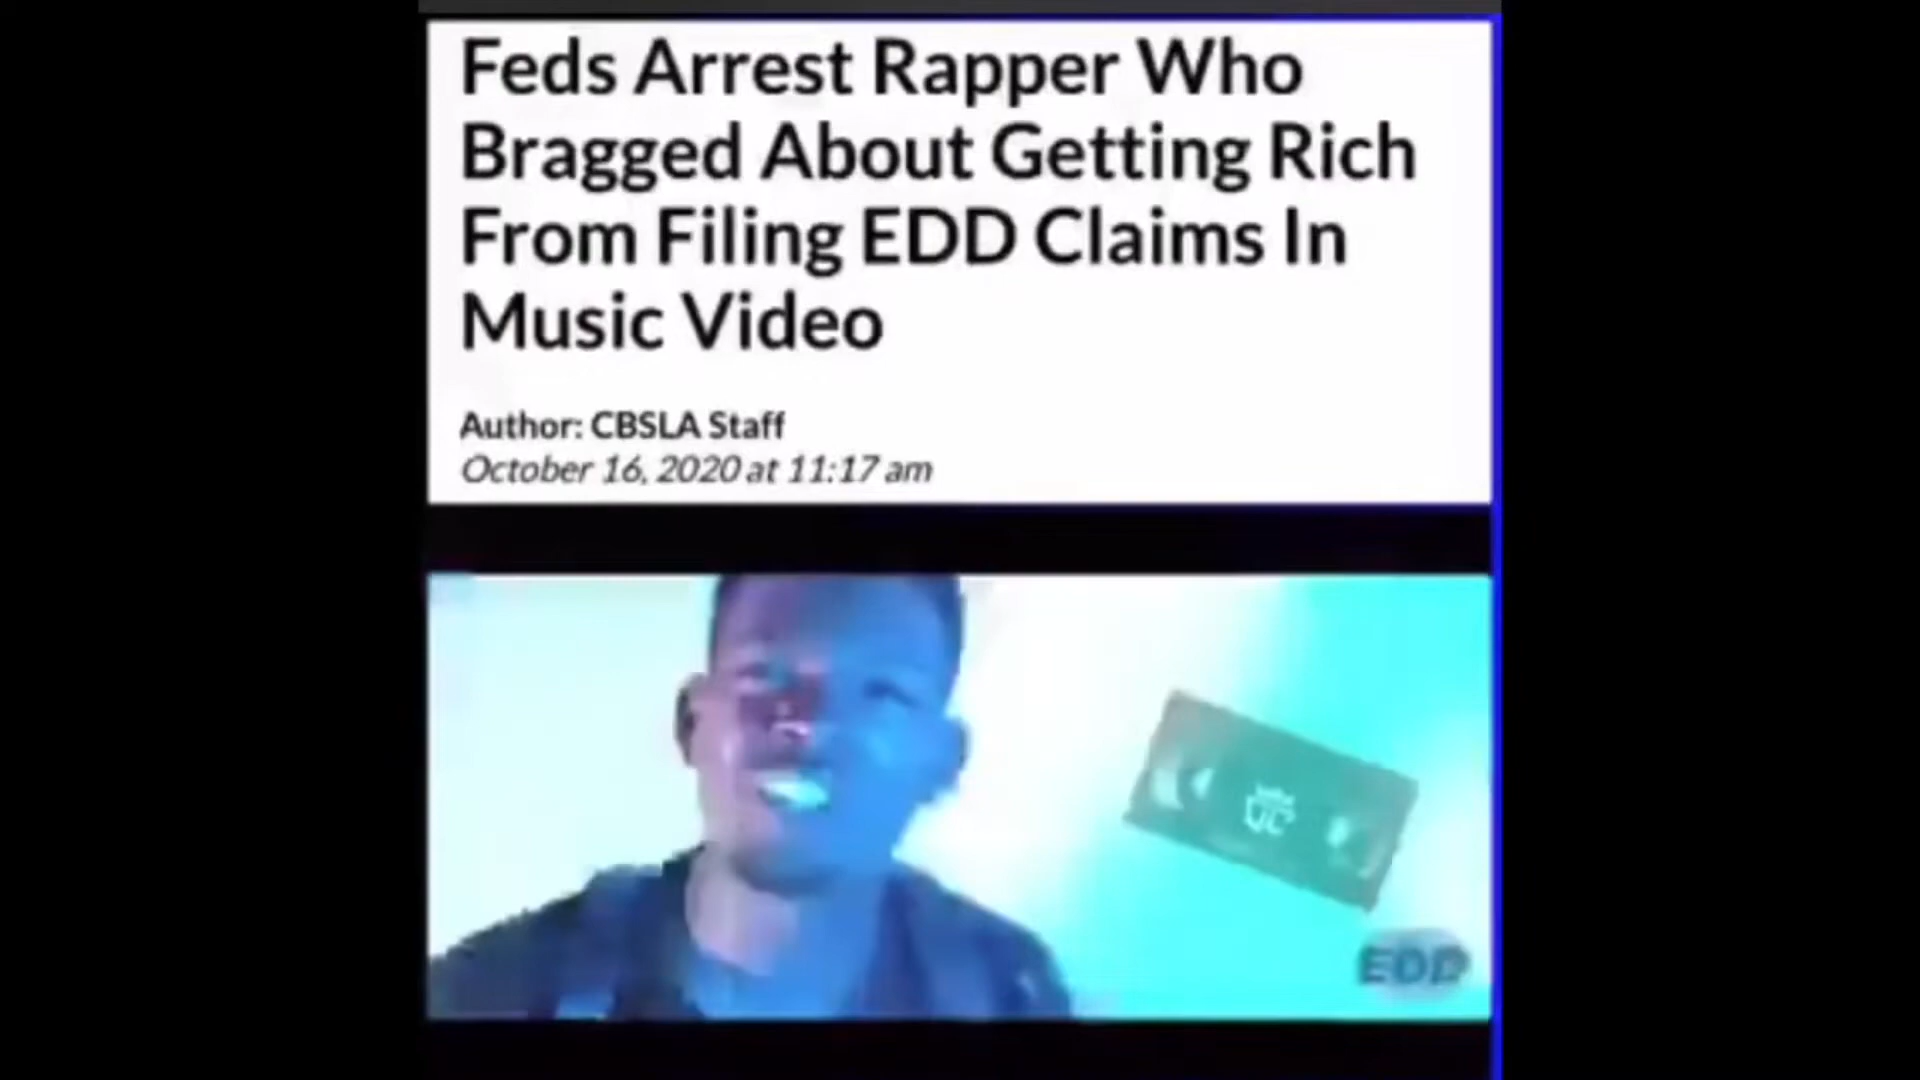 Feds Arrest Rapper Who
Bragged About Getting Rich
From Filing EDD Claims In
Music Video
Author: CBSLA Staff
October 16, 2020 at 11:17 am
EDD